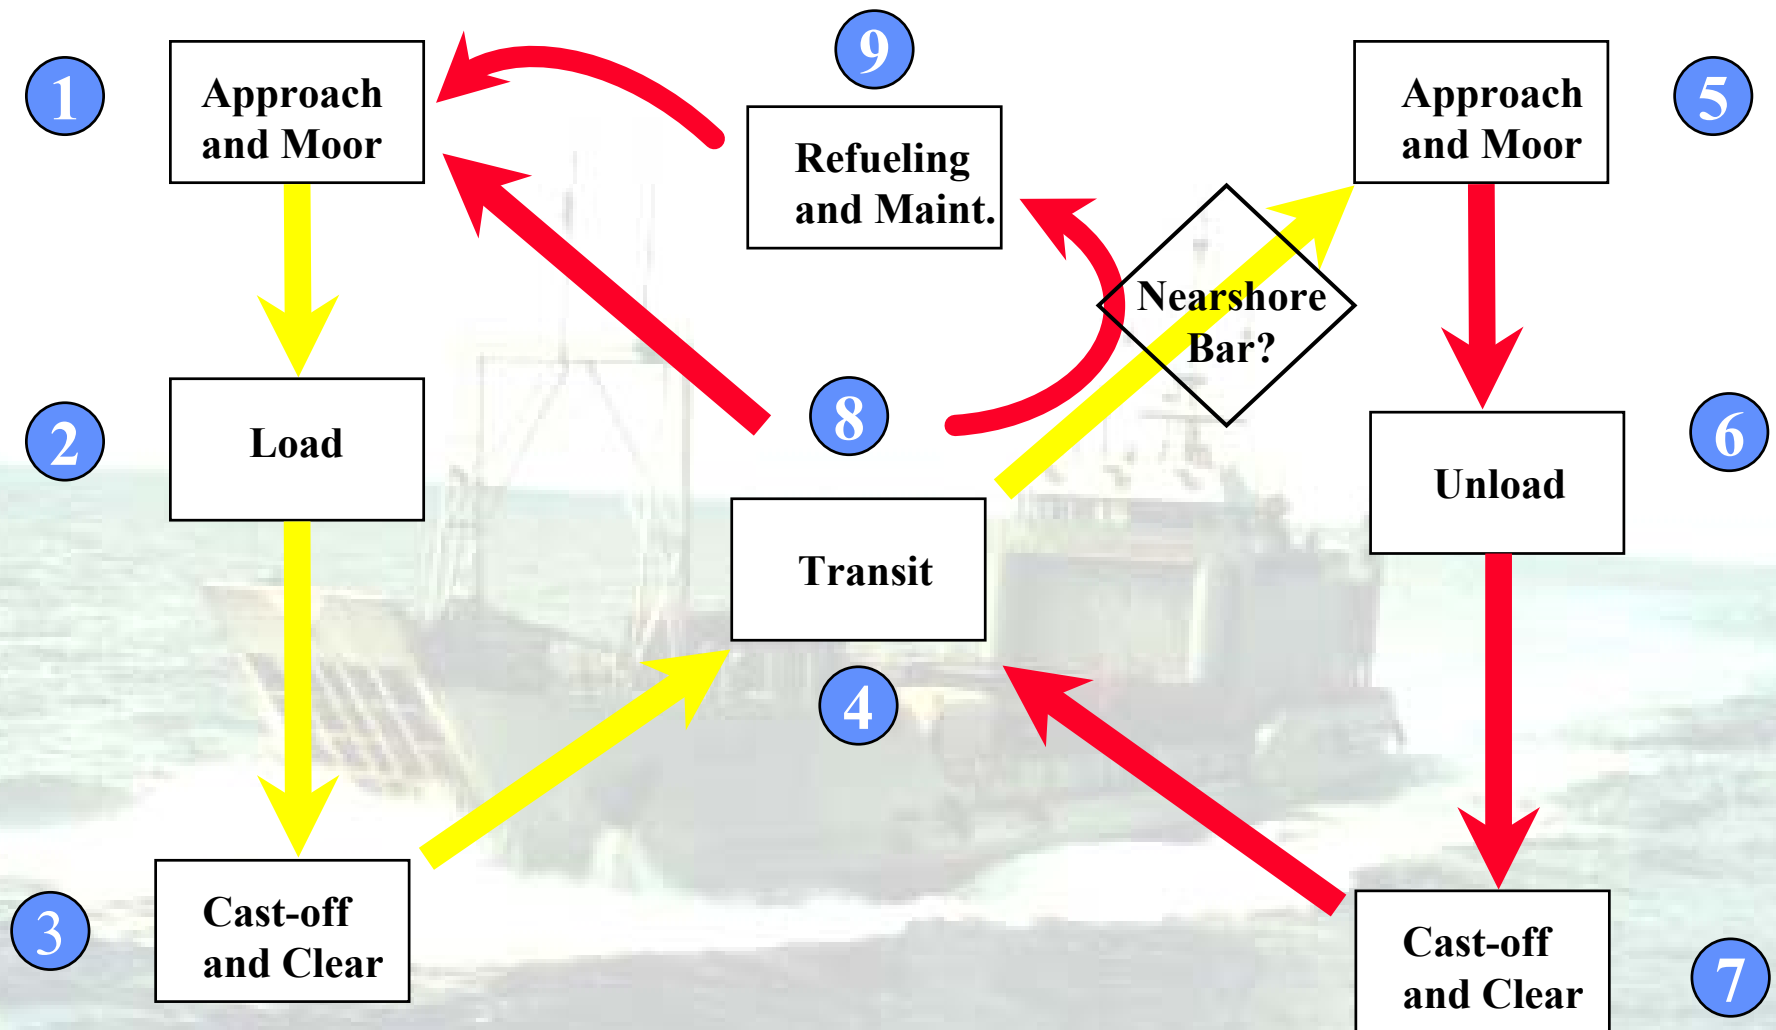 1
Approach
and Moor
9
Refueling
and Maint.
Approach
and Moor
5
Nearshore
Bar?
2
Load
8
Unload
6
Transit
4
3
Cast-off
and Clear
Cast-off
and Clear
7